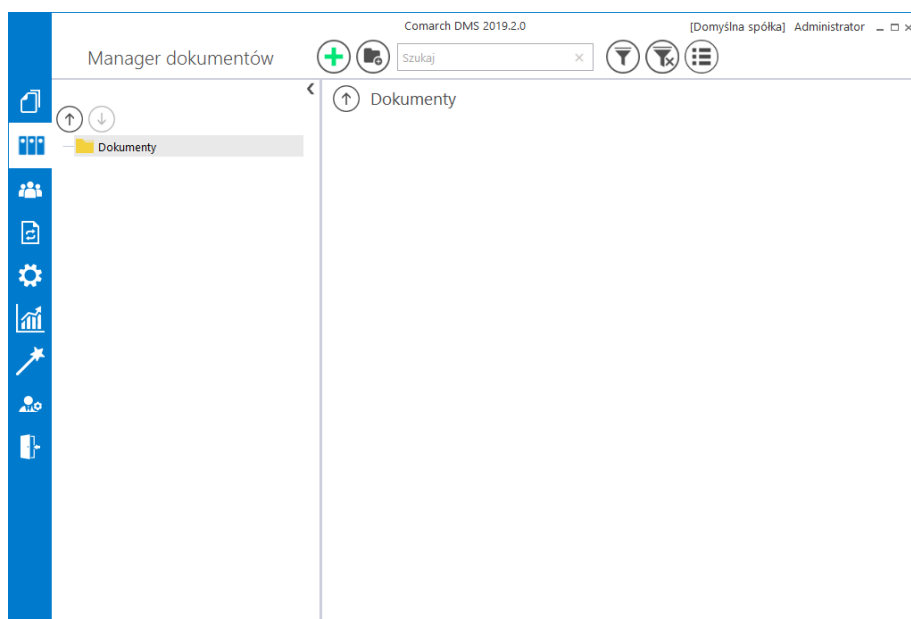 Comarch DMS 2019.2.0
[Domyślna spółka] Administrator
Manager dokumentów
Szukaj
Dokumenty
Dokumenty